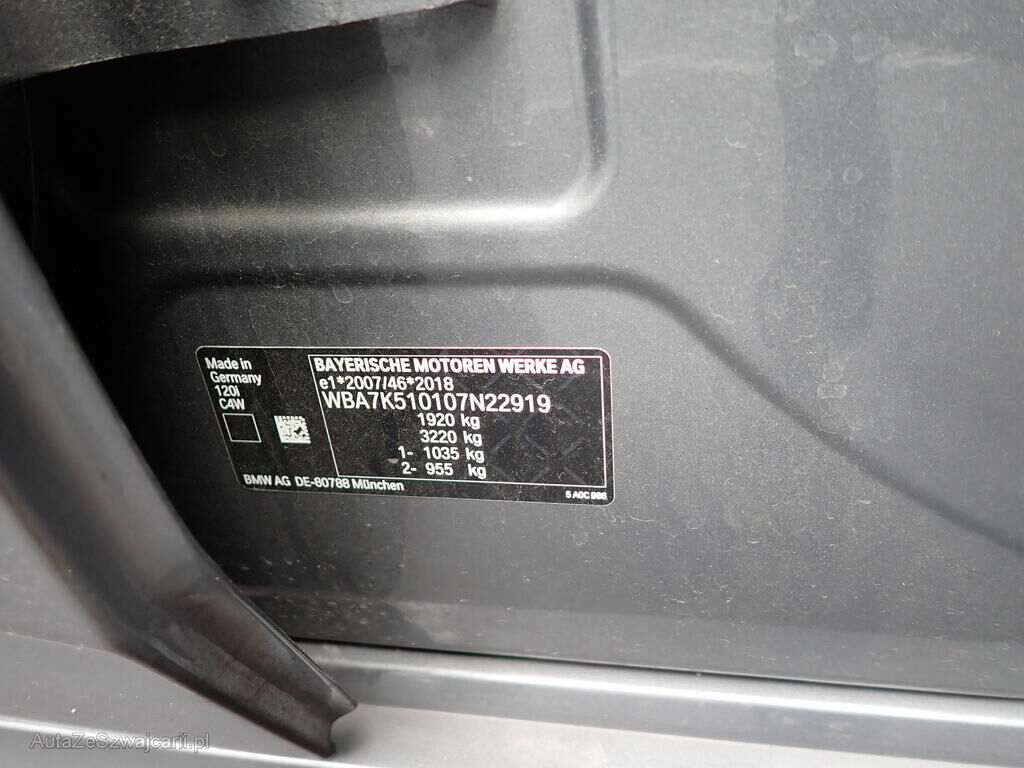 Made in
Germany
120I
C4W
BAYERISCHE MOTOREN WERKE AG
e1*2007/46*2018
WBA7K510107N22919
1920 kg
3220 kg
1- 1035 kg
2- 955 kg
BMW AG DE-80788 München
5 A0C 995
AutaZeSzwajcarii.pl